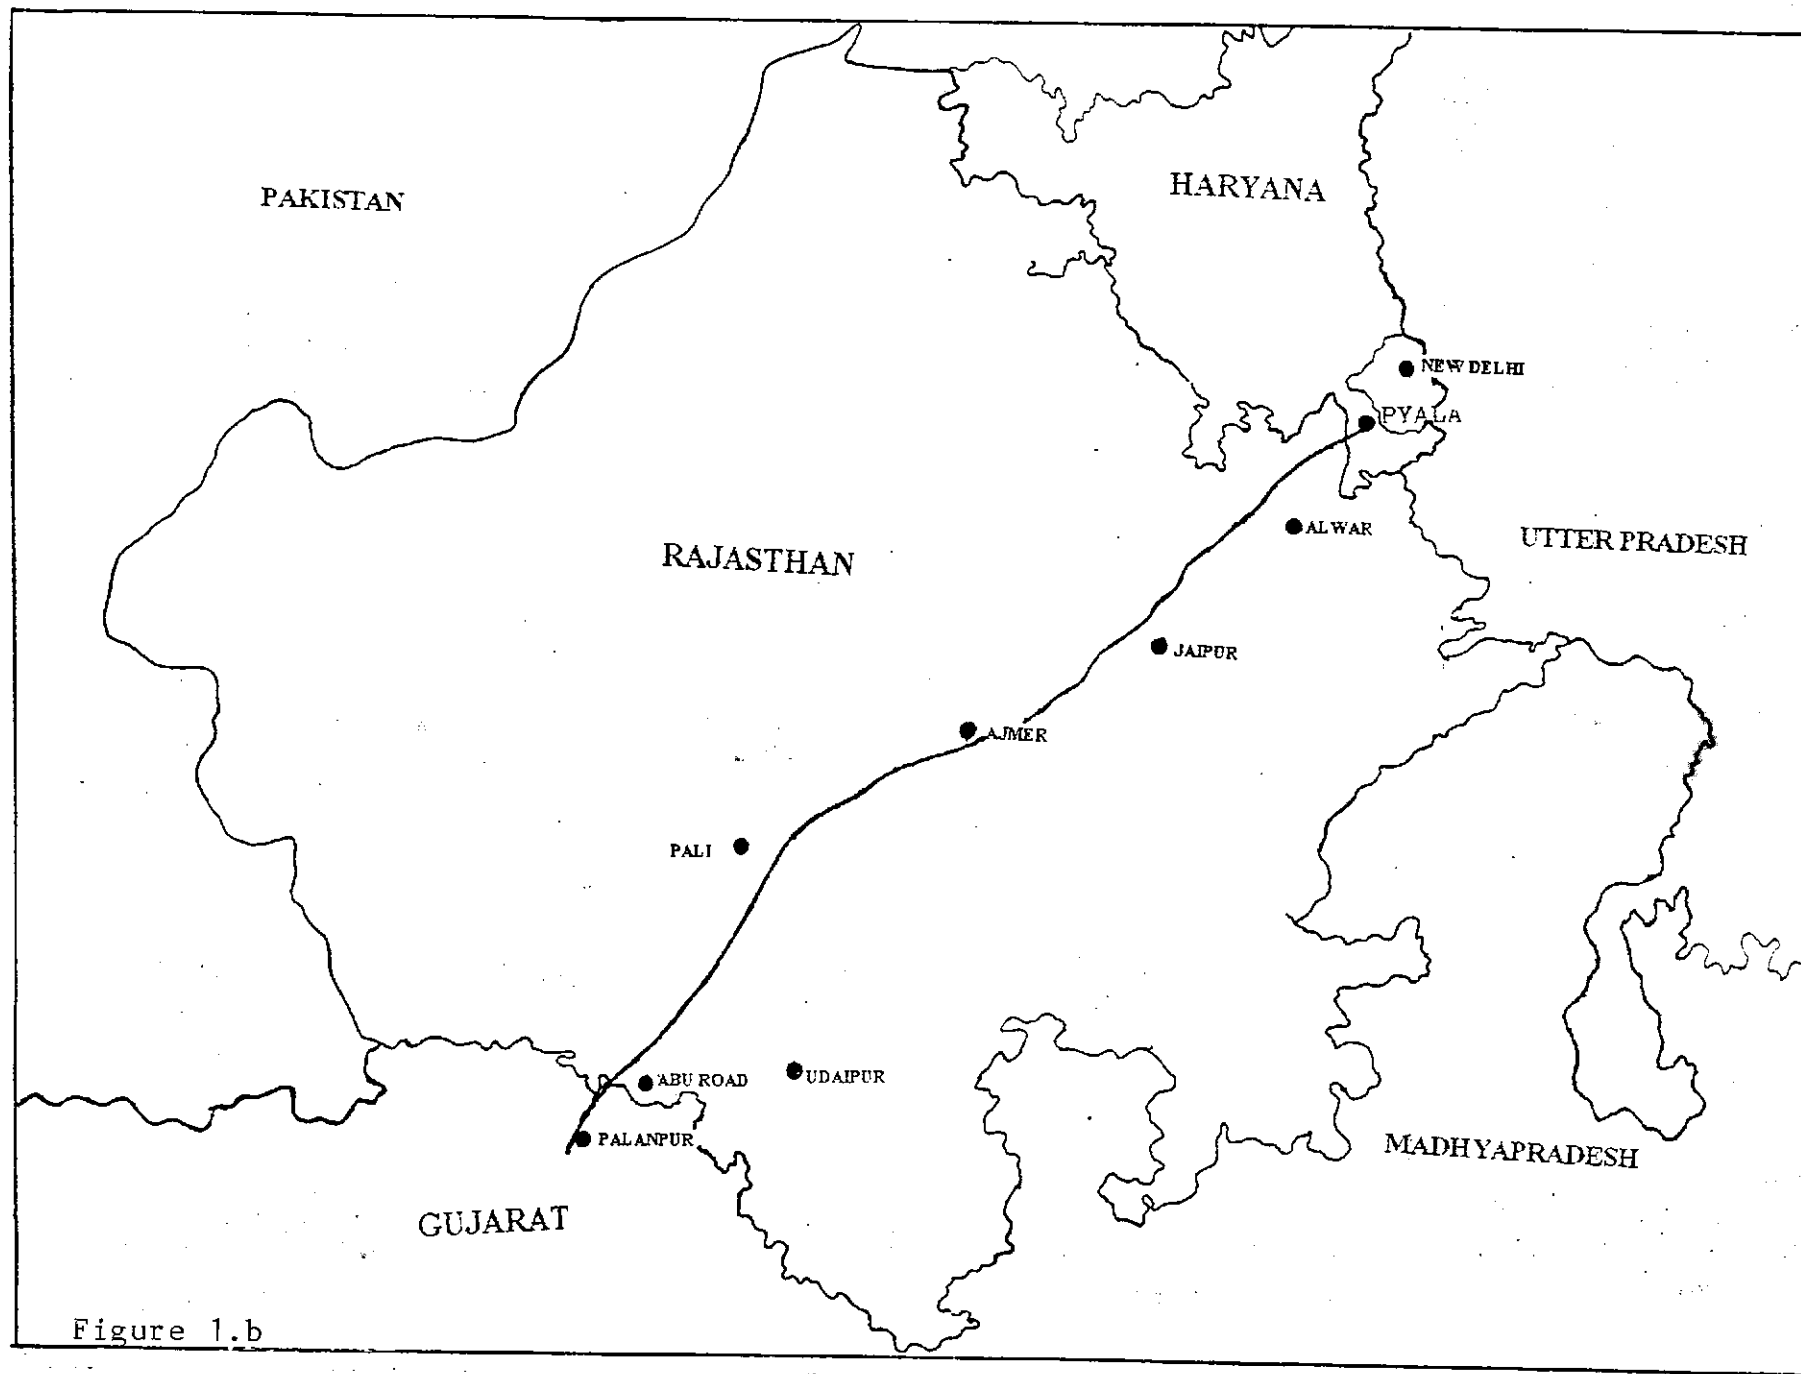 PAKISTAN
HARYANA
NEW DELHI
PYALA
ALWAR
UTTER PRADESH
RAJASTHAN
JAIPUR
AJMER
PALI
ABU ROAD
UDAIPUR
PALANPUR
MADHYAPRADESH
GUJARAT
Figure 1.b